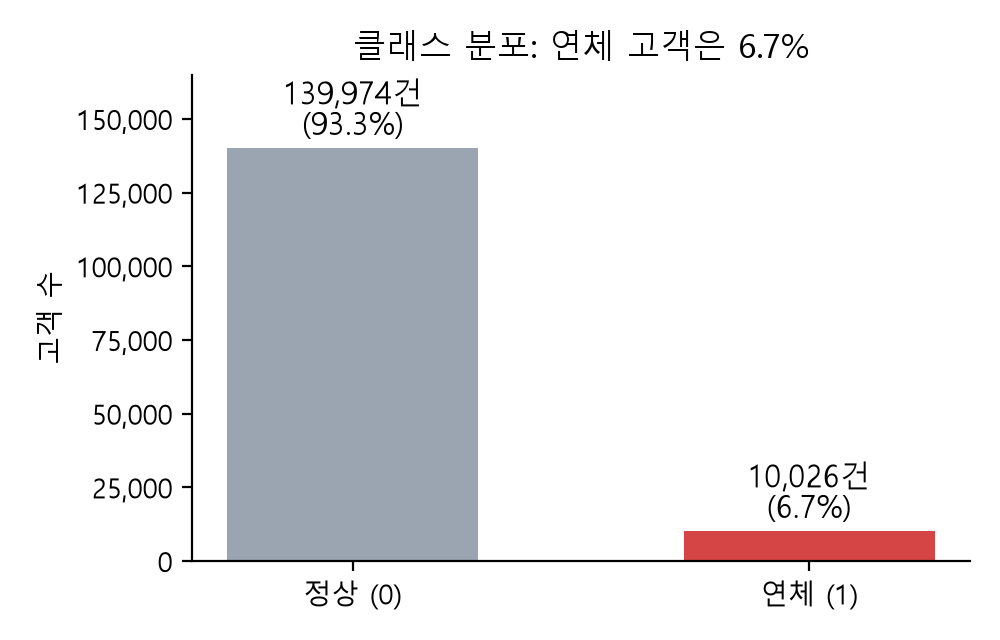 클래스 분포: 연체 고객은 6.7%
139,974건
(93.3%)
150,000
125,000
100,000
75,000
50,000
25,000
0
고객 수
10,026건
(6.7%)
정상 (0)
연체 (1)